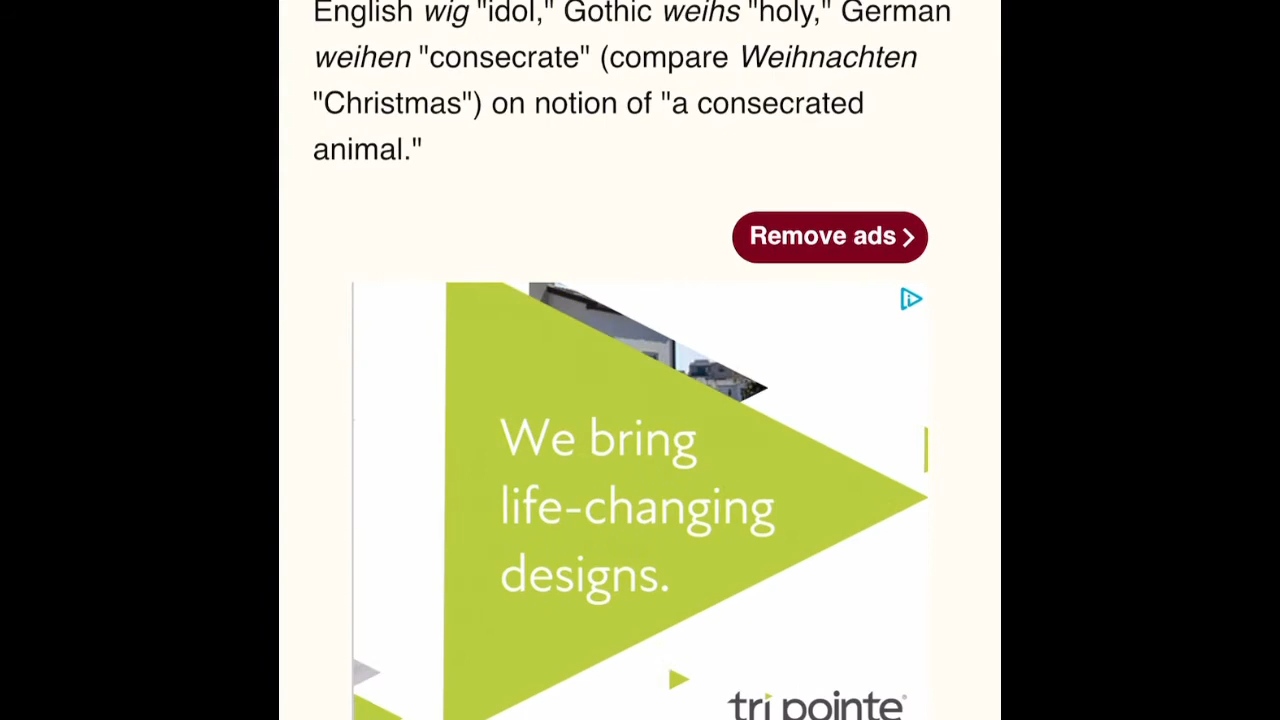 English wig "idol," Gothic weihs "holy," German
weihen "consecrate" (compare Weihnachten
"Christmas") on notion of "a consecrated
animal."
Remove ads
We bring
life-changing
designs.
tri pointe®